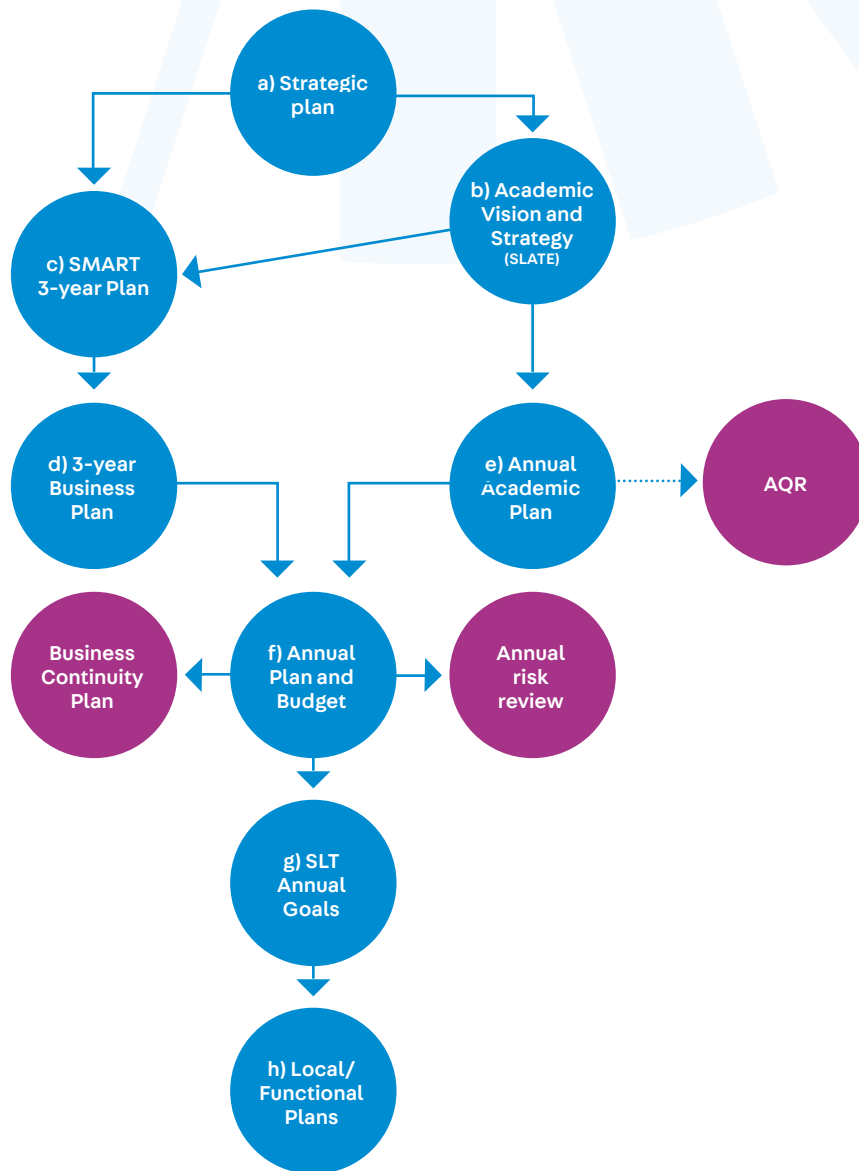 a) Strategic
plan
b) Academic
Vision and
Strategy
(SLATE)
c) SMART
3-year Plan
d) 3-year
Business
Plan
e) Annual
Academic
Plan
AQR
Business
Continuity
Plan
f) Annual
Plan and
Budget
Annual
risk
review
g) SLT
Annual
Goals
h) Local/
Functional
Plans